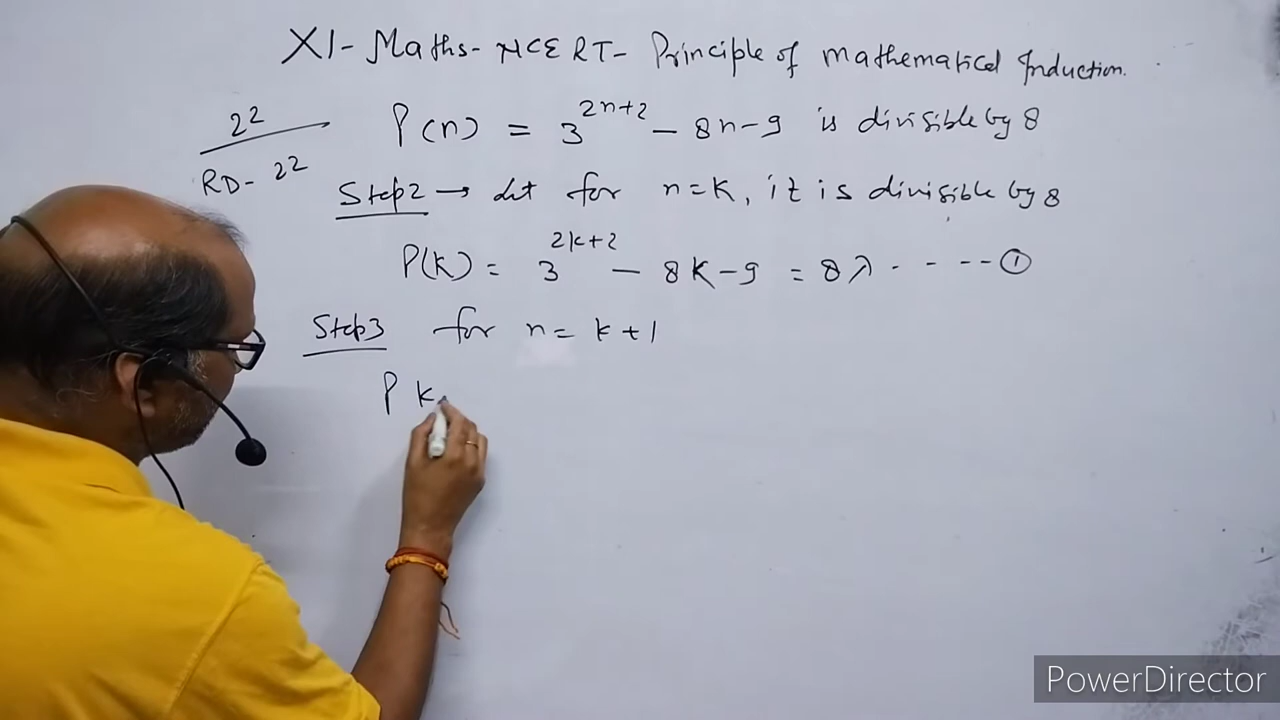 XI- Maths- NCERT- Principle of mathematical Induction.
22
P(n) = 3^{2n+2} - 8n-9 is divisible by 8
RD- 22
Step2 → let for n=k, it is divisible by 8
P(k) = 3^{2k+2} - 8k-9 = 8λ - - - - - ①
Step3 for n= k+1
P k
PowerDirector